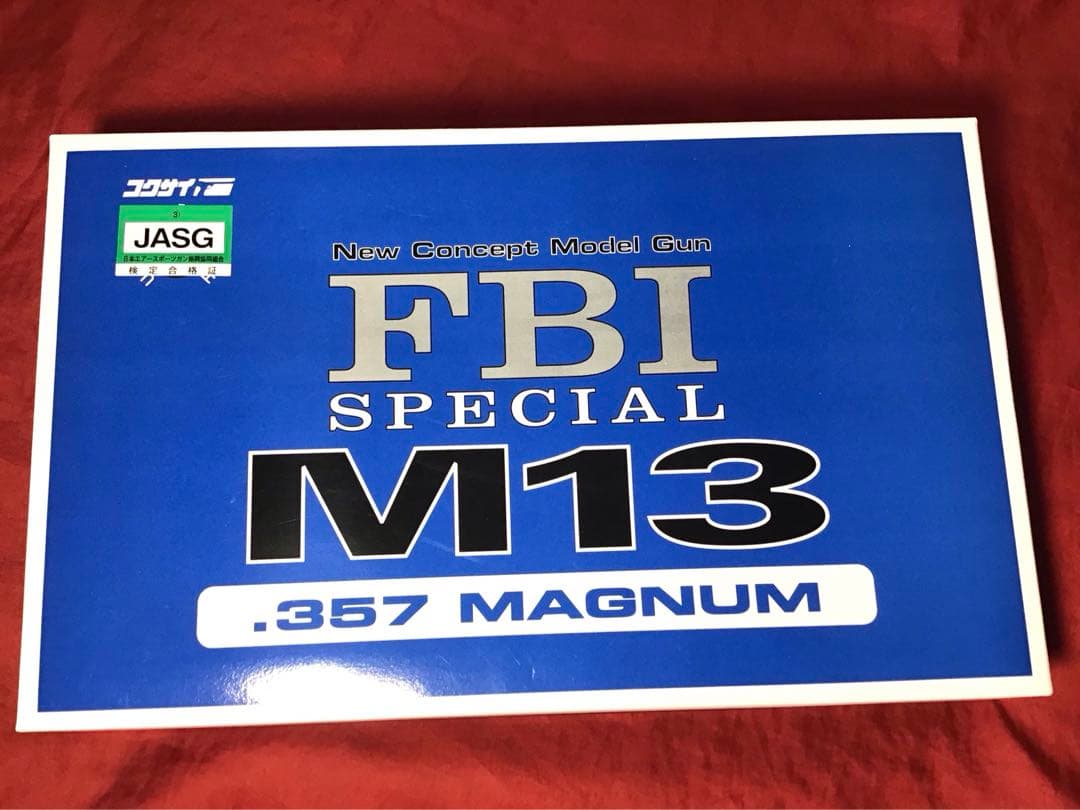 コクサイ
3)
JASG
日本エアースポーツガン振興協同組合
検定合格証
New Concept Model Gun
FBI
SPECIAL
M13
.357 MAGNUM